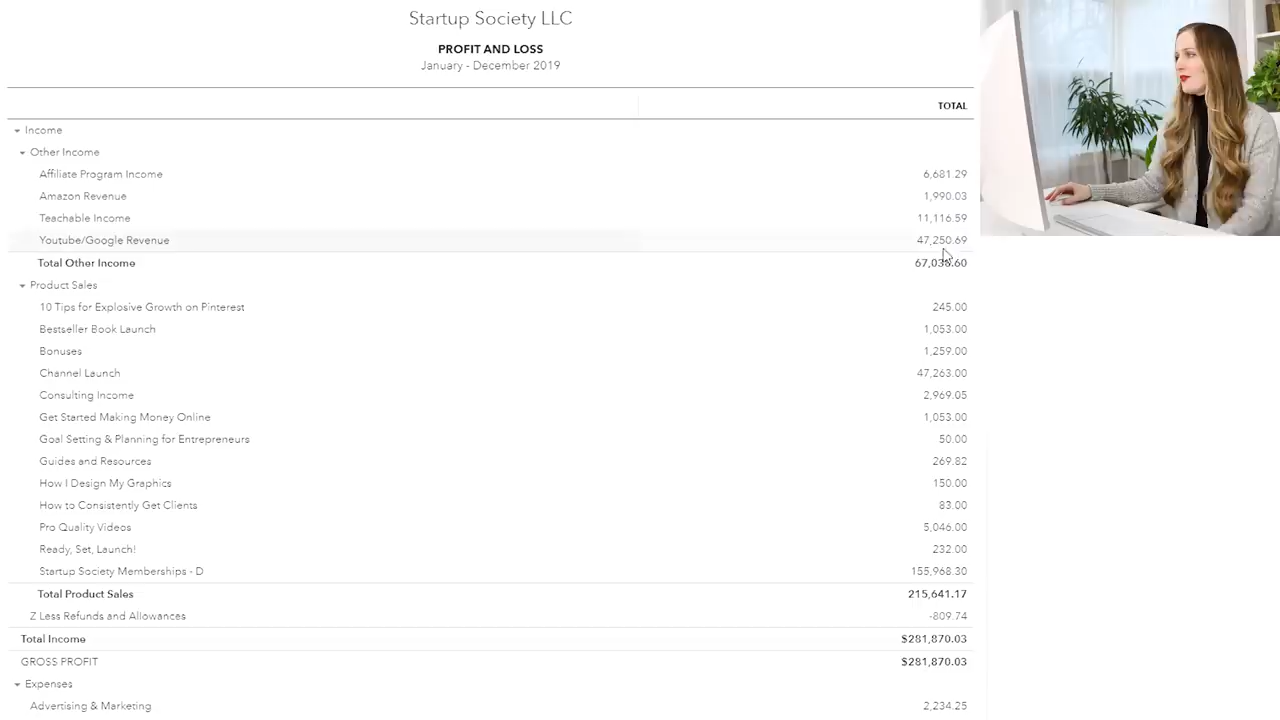 Startup Society LLC
PROFIT AND LOSS
January - December 2019
TOTAL
Income
Other Income
Affiliate Program Income 6,681.29
Amazon Revenue 1,990.03
Teachable Income 11,116.59
Youtube/Google Revenue 47,250.69
Total Other Income 67,038.60
Product Sales
10 Tips for Explosive Growth on Pinterest 245.00
Bestseller Book Launch 1,053.00
Bonuses 1,259.00
Channel Launch 47,263.00
Consulting Income 2,969.05
Get Started Making Money Online 1,053.00
Goal Setting & Planning for Entrepreneurs 50.00
Guides and Resources 269.82
How I Design My Graphics 150.00
How to Consistently Get Clients 83.00
Pro Quality Videos 5,046.00
Ready, Set, Launch! 232.00
Startup Society Memberships - D 155,968.30
Total Product Sales 215,641.17
Z Less Refunds and Allowances -809.74
Total Income $281,870.03
GROSS PROFIT $281,870.03
Expenses
Advertising & Marketing 2,234.25